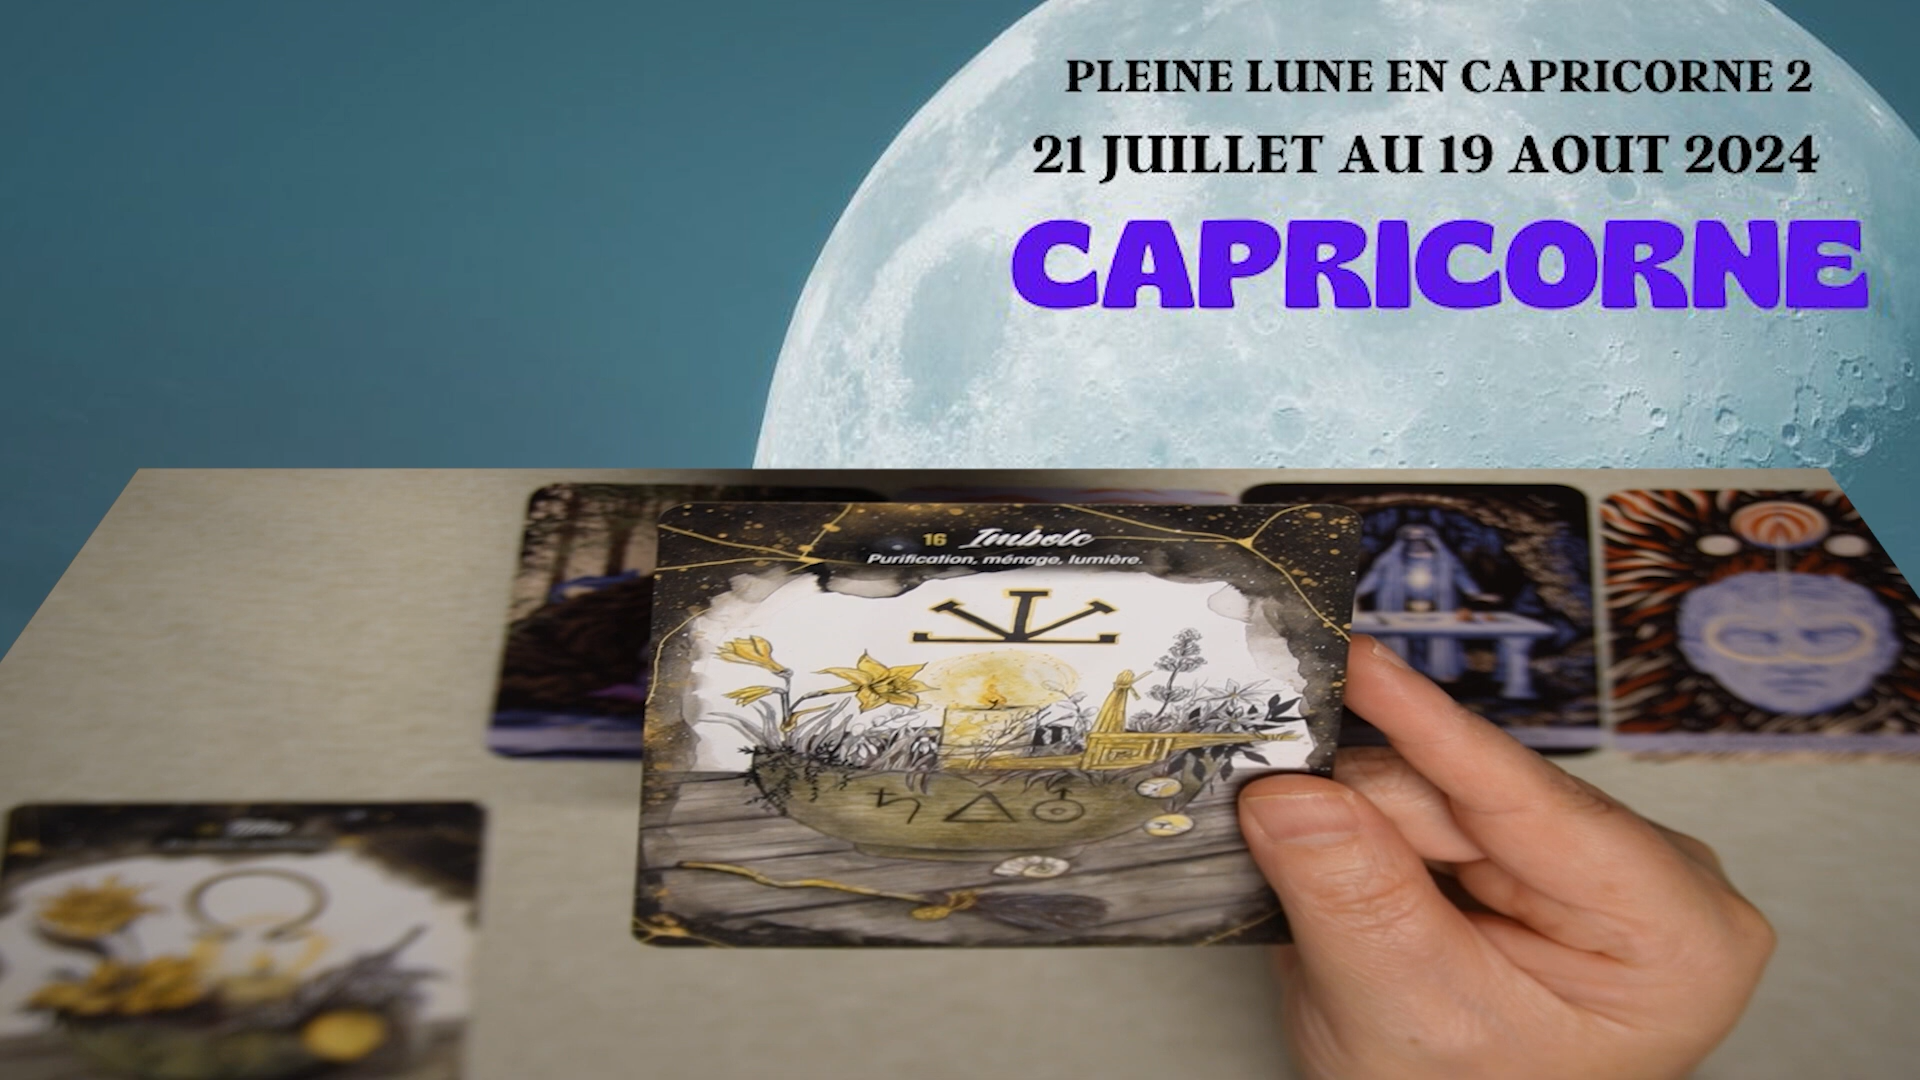 PLEINE LUNE EN CAPRICORNE 2
21 JUILLET AU 19 AOUT 2024
CAPRICORNE
16 Imbolc
Purification, ménage, lumière.